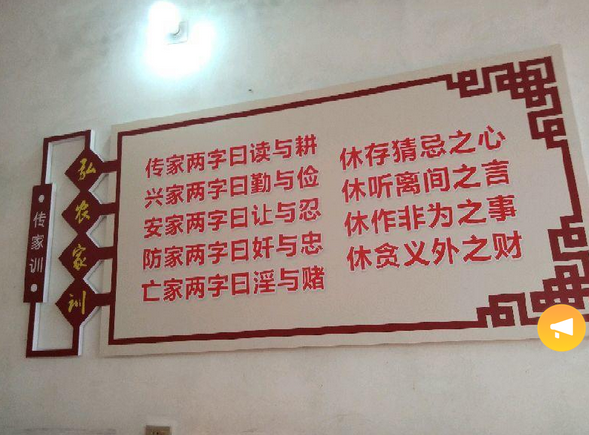 传家训
弘农家训
传家两字曰读与耕
兴家两字曰勤与俭
安家两字曰让与忍
防家两字曰奸与忠
亡家两字曰淫与赌
休存猜忌之心
休听离间之言
休作非为之事
休贪义外之财